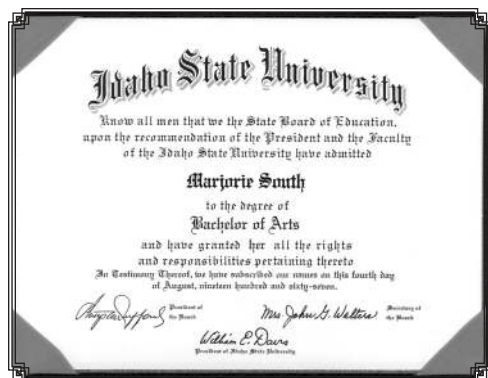 Idaho State University
Know all men that we the State Board of Education,
upon the recommendation of the President and the Faculty
of the Idaho State University have admitted
Marjorie South
to the degree of
Bachelor of Arts
and have granted her all the rights
and responsibilities pertaining thereto
In Testimony Thereof, we have subscribed our names on this fourth day
of August, nineteen hundred and sixty-seven.
President of
the Board
Mrs. John G. Walters
Secretary of
the Board
William E. Davis
President of Idaho State University